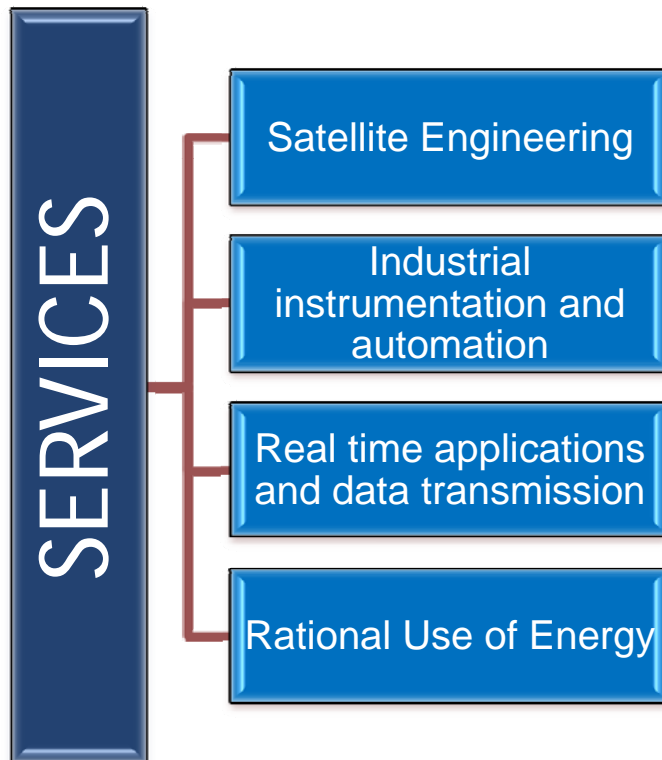 SERVICES
Satellite Engineering
Industrial
instrumentation and
automation
Real time applications
and data transmission
Rational Use of Energy